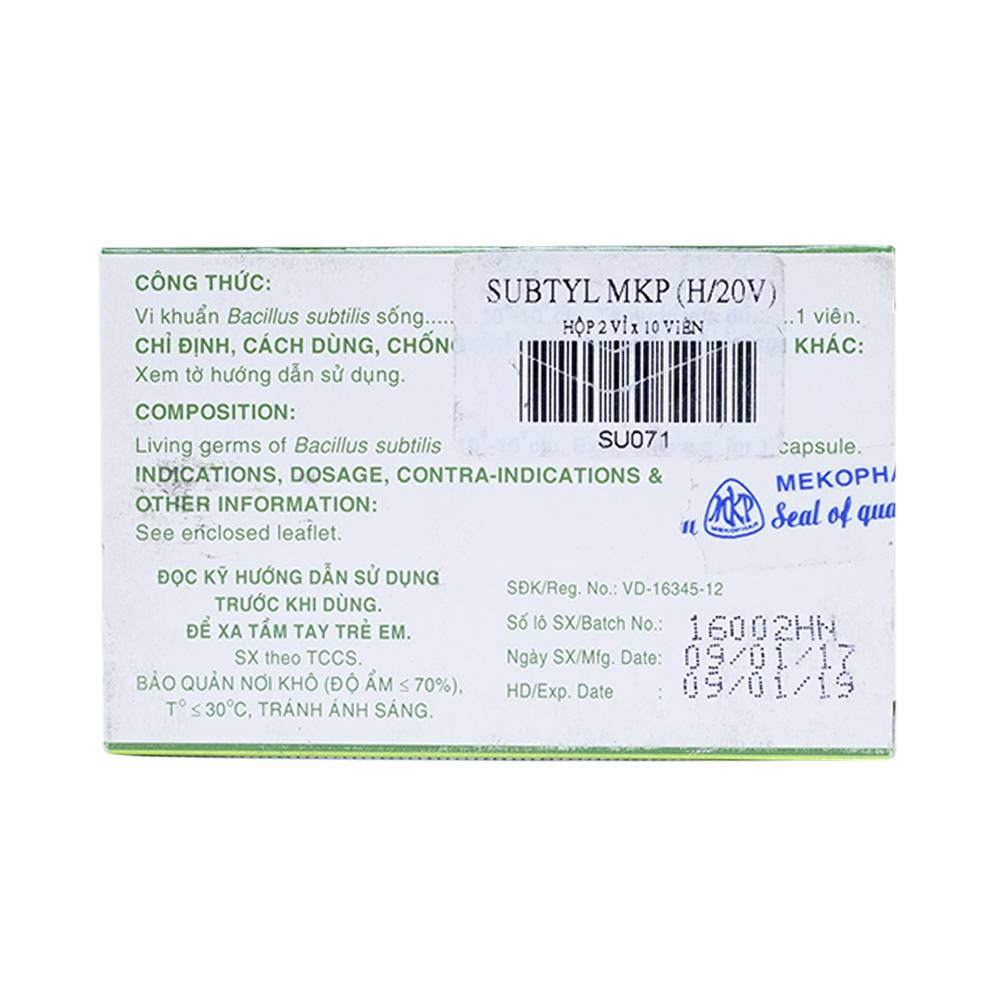 CÔNG THỨC:
Vi khuẩn Bacillus subtilis sống..... ..1 viên.
CHỈ ĐỊNH, CÁCH DÙNG, CHỐNG KHÁC:
Xem tờ hướng dẫn sử dụng.
COMPOSITION:
Living germs of Bacillus subtilis capsule.
INDICATIONS, DOSAGE, CONTRA-INDICATIONS &
OTHER INFORMATION:
See enclosed leaflet.
SUBTYL MKP (H/20V)
HỘP 2 VỈ x 10 VIÊN
SU071
MEKOPHA
MKP
MEKOPHAR
Seal of qua
ĐỌC KỸ HƯỚNG DẪN SỬ DỤNG
TRƯỚC KHI DÙNG.
ĐỂ XA TẦM TAY TRẺ EM.
SX theo TCCS.
BẢO QUẢN NƠI KHÔ (ĐỘ ẨM ≤ 70%),
T° ≤ 30°C, TRÁNH ÁNH SÁNG.
SĐK/Reg. No.: VD-16345-12
Số lô SX/Batch No.: 16002HN
Ngày SX/Mfg. Date: 09/01/17
HD/Exp. Date : 09/01/19